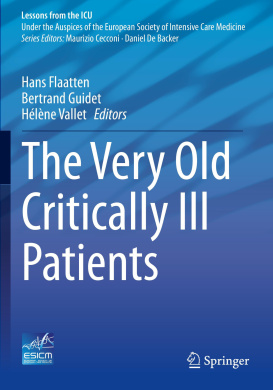 Lessons from the ICU
Under the Auspices of the European Society of Intensive Care Medicine
Series Editors: Maurizio Cecconi · Daniel De Backer
Hans Flaatten
Bertrand Guidet
Hélène Vallet Editors
The Very Old
Critically Ill
Patients
ESICM
Springer